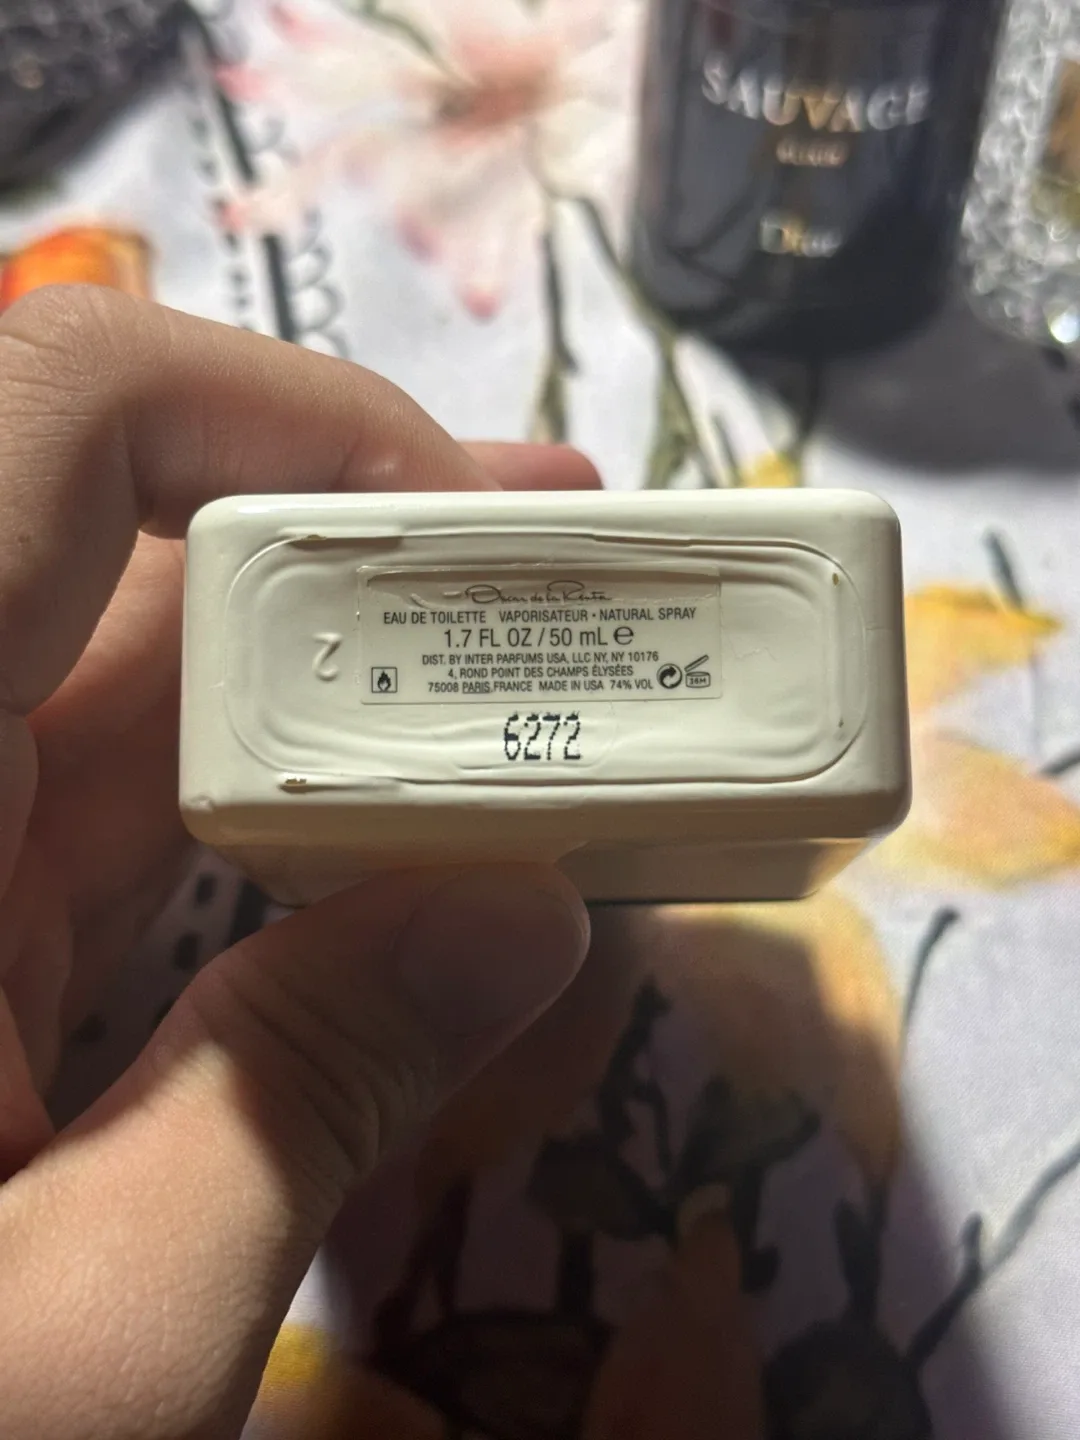 SAUVAGE
Dior
Oscar de la Renta
EAU DE TOILETTE VAPORISATEUR • NATURAL SPRAY
1.7 FL OZ / 50 mL ℮
DIST. BY INTER PARFUMS USA, LLC NY, NY 10176
4, ROND POINT DES CHAMPS ÉLYSÉES
75008 PARIS FRANCE MADE IN USA 74% VOL
2
6272